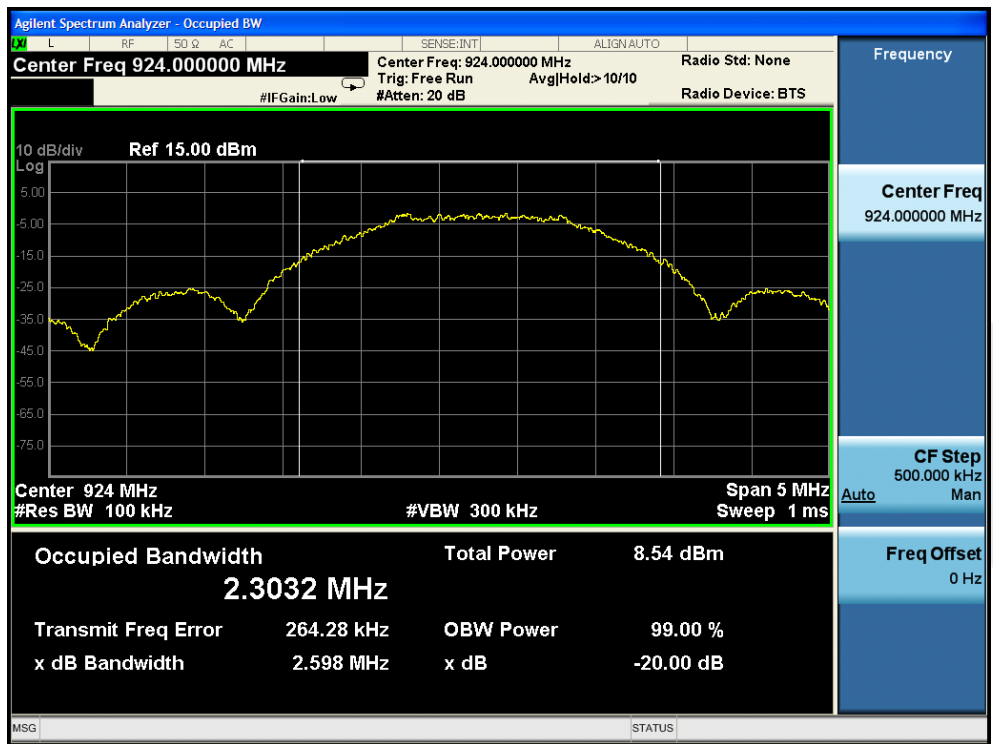 Agilent Spectrum Analyzer - Occupied BW
LXI L RF 50 Ω AC SENSE:INT ALIGNAUTO
Center Freq 924.000000 MHz
Center Freq: 924.000000 MHz
Radio Std: None
Trig: Free Run Avg|Hold:>10/10
#IFGain:Low
#Atten: 20 dB
Radio Device: BTS
10 dB/div Ref 15.00 dBm
Log
5.00
-5.00
-15.0
-25.0
-35.0
-45.0
-55.0
-65.0
-75.0
Center 924 MHz Span 5 MHz
#Res BW 100 kHz #VBW 300 kHz Sweep 1 ms
Occupied Bandwidth Total Power 8.54 dBm
2.3032 MHz
Transmit Freq Error 264.28 kHz OBW Power 99.00 %
x dB Bandwidth 2.598 MHz x dB -20.00 dB
MSG STATUS
Frequency
Center Freq
924.000000 MHz
CF Step
500.000 kHz
Auto Man
Freq Offset
0 Hz